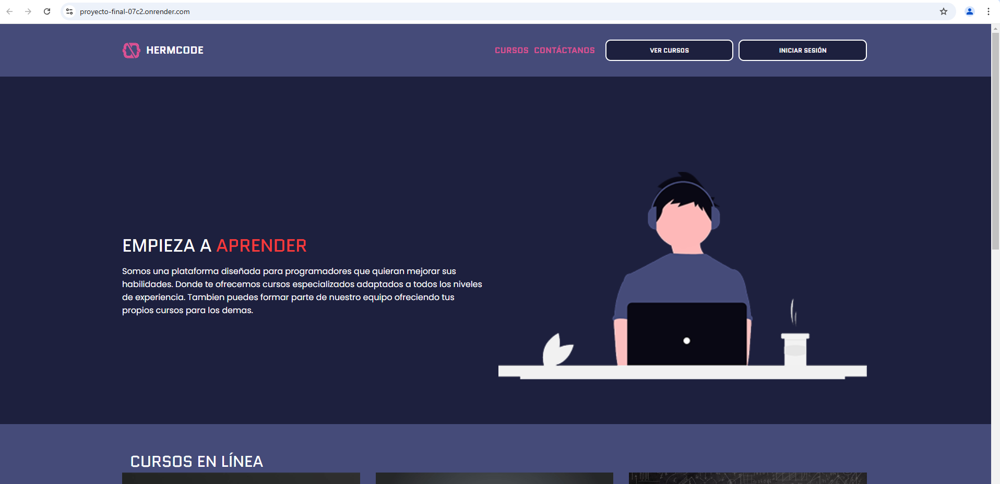 proyecto-final-07c2.onrender.com
HERMCODE
CURSOS CONTÁCTANOS VER CURSOS INICIAR SESIÓN
EMPIEZA A APRENDER
Somos una plataforma diseñada para programadores que quieran mejorar sus
habilidades. Donde te ofrecemos cursos especializados adaptados a todos los niveles
de experiencia. Tambien puedes formar parte de nuestro equipo ofreciendo tus
propios cursos para los demas.
CURSOS EN LÍNEA